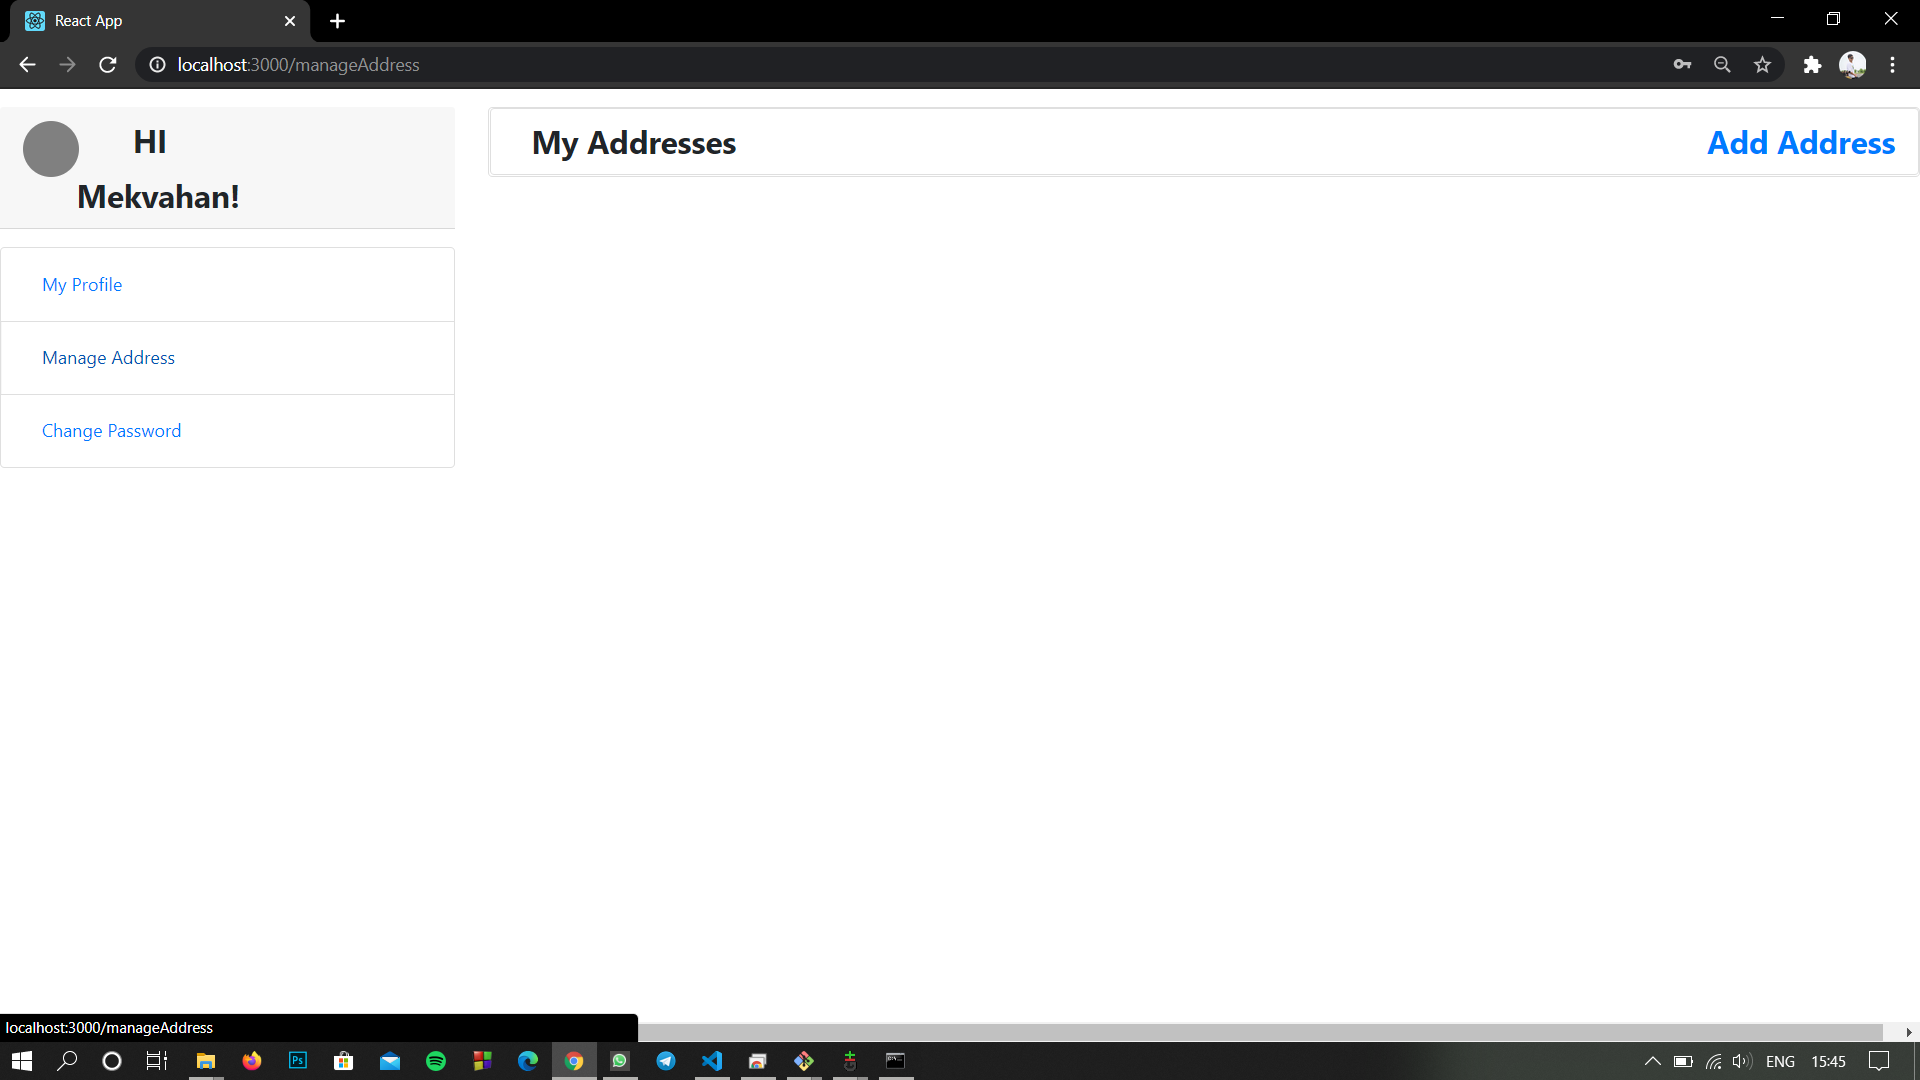 React App
localhost:3000/manageAddress
HI
Mekvahan!
My Addresses
Add Address
My Profile
Manage Address
Change Password
localhost:3000/manageAddress
Ps
ENG
15:45